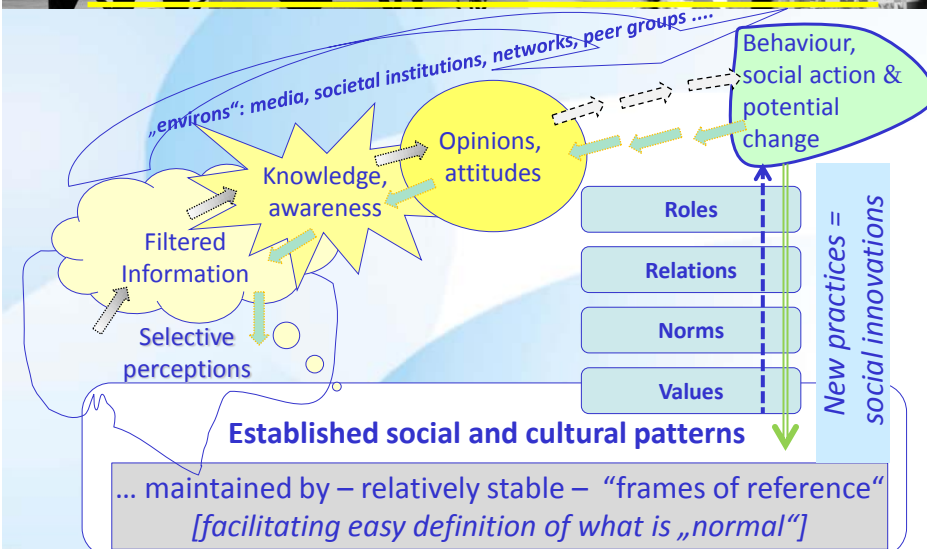 „environs“: media, societal institutions, networks, peer groups ....
Behaviour,
social action &
potential
change
Opinions,
attitudes
Knowledge,
awareness
Filtered
Information
Selective
perceptions
Roles
Relations
Norms
Values
New practices =
social innovations
Established social and cultural patterns
... maintained by – relatively stable – “frames of reference“
[facilitating easy definition of what is „normal“]